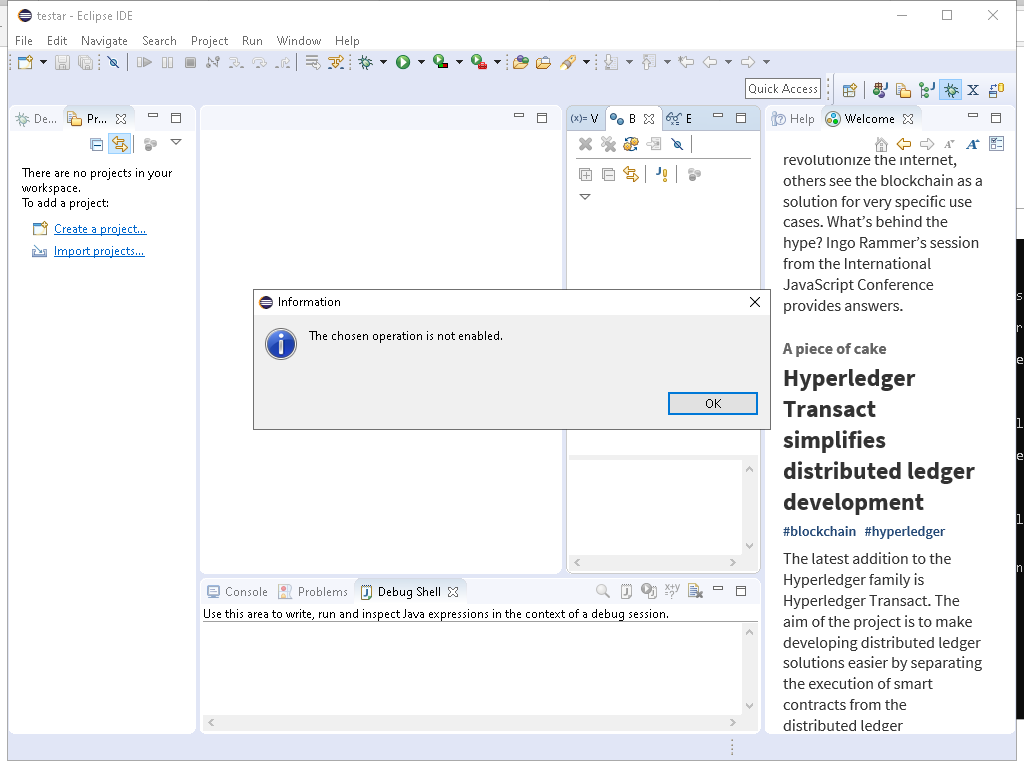 testar - Eclipse IDE
File Edit Navigate Search Project Run Window Help
Quick Access
De...
Pr...
There are no projects in your
workspace.
To add a project:
Create a project...
Import projects...
(x)= V
B
E
Help
Welcome
revolutionize the internet,
others see the blockchain as a
solution for very specific use
cases. What's behind the
hype? Ingo Rammer's session
from the International
JavaScript Conference
provides answers.
A piece of cake
Hyperledger
Transact
simplifies
distributed ledger
development
#blockchain #hyperledger
The latest addition to the
Hyperledger family is
Hyperledger Transact. The
aim of the project is to make
developing distributed ledger
solutions easier by separating
the execution of smart
contracts from the
distributed ledger
Information
The chosen operation is not enabled.
OK
Console
Problems
Debug Shell
Use this area to write, run and inspect Java expressions in the context of a debug session.